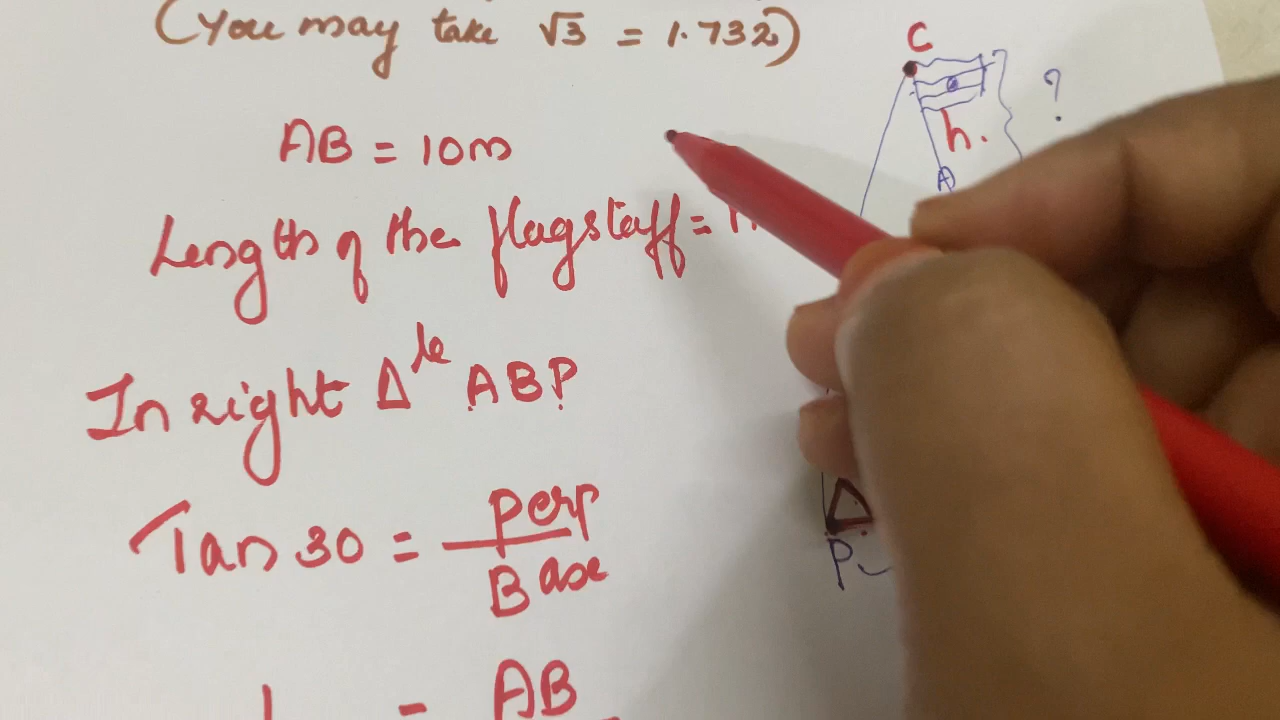 (You may take √3 = 1.732)
C
?
AB = 10m
h.
A
Length of the flagstaff =
In right Δle ABP
Tan 30 = Perp
Base
P
= AB